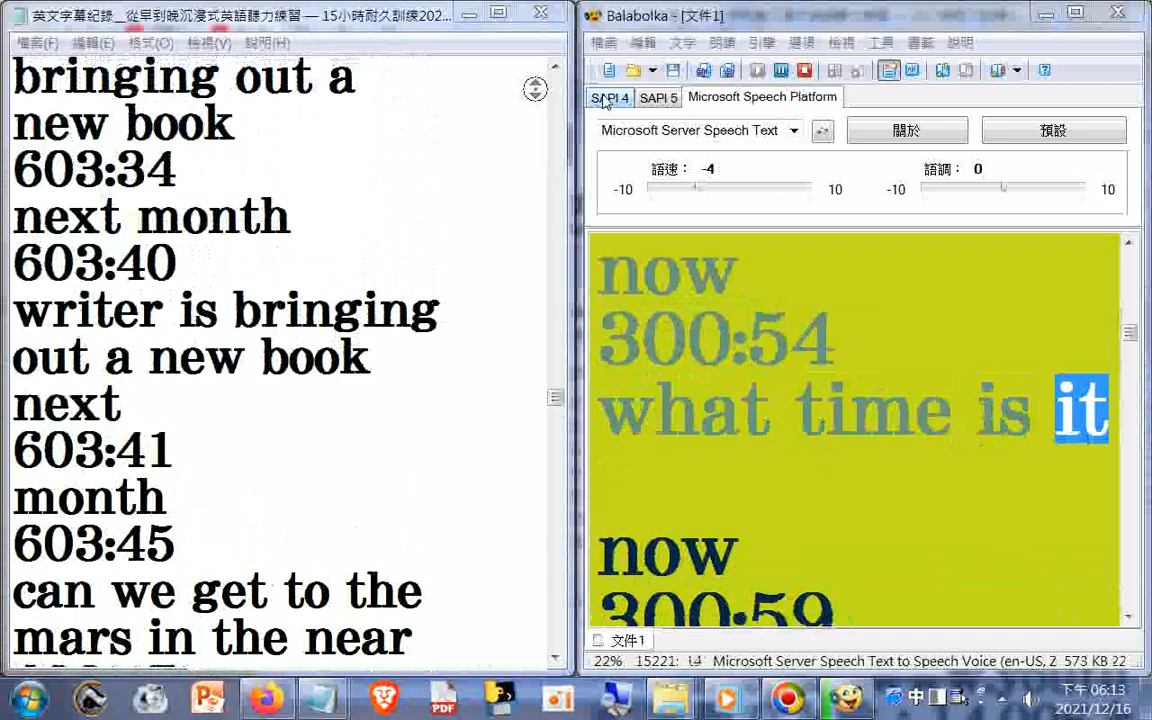 英文字幕紀錄__從早到晚沉浸式英語聽力練習 — 15小時耐久訓練202...
檔案(F) 編輯(E) 格式(O) 檢視(V) 說明(H)
bringing out a
new book
603:34
next month
603:40
writer is bringing
out a new book
next
603:41
month
603:45
can we get to the
mars in the near
Balabolka - [文件1]
檔案 編輯 文字 朗讀 引擎 選項 檢視 工具 書籤 說明
SAPI 4 SAPI 5 Microsoft Speech Platform
Microsoft Server Speech Text 關於 預設
語速： -4 語調： 0
-10 10 -10 10
now
300:54
what time is it
now
300:59
文件1
22% 15221: Microsoft Server Speech Text to Speech Voice (en-US, Z 573 KB 22
中
下午 06:13
2021/12/16